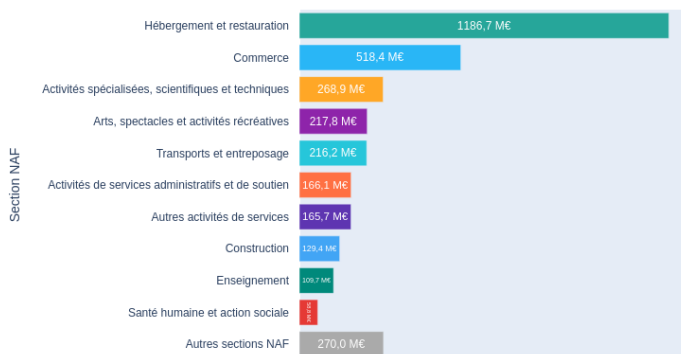 Section NAF
Hébergement et restauration
1186,7 M€
Commerce
518,4 M€
Activités spécialisées, scientifiques et techniques
268,9 M€
Arts, spectacles et activités récréatives
217,8 M€
Transports et entreposage
216,2 M€
Activités de services administratifs et de soutien
166,1 M€
Autres activités de services
165,7 M€
Construction
129,4 M€
Enseignement
109,7 M€
Santé humaine et action sociale
M€
Autres sections NAF
270,0 M€